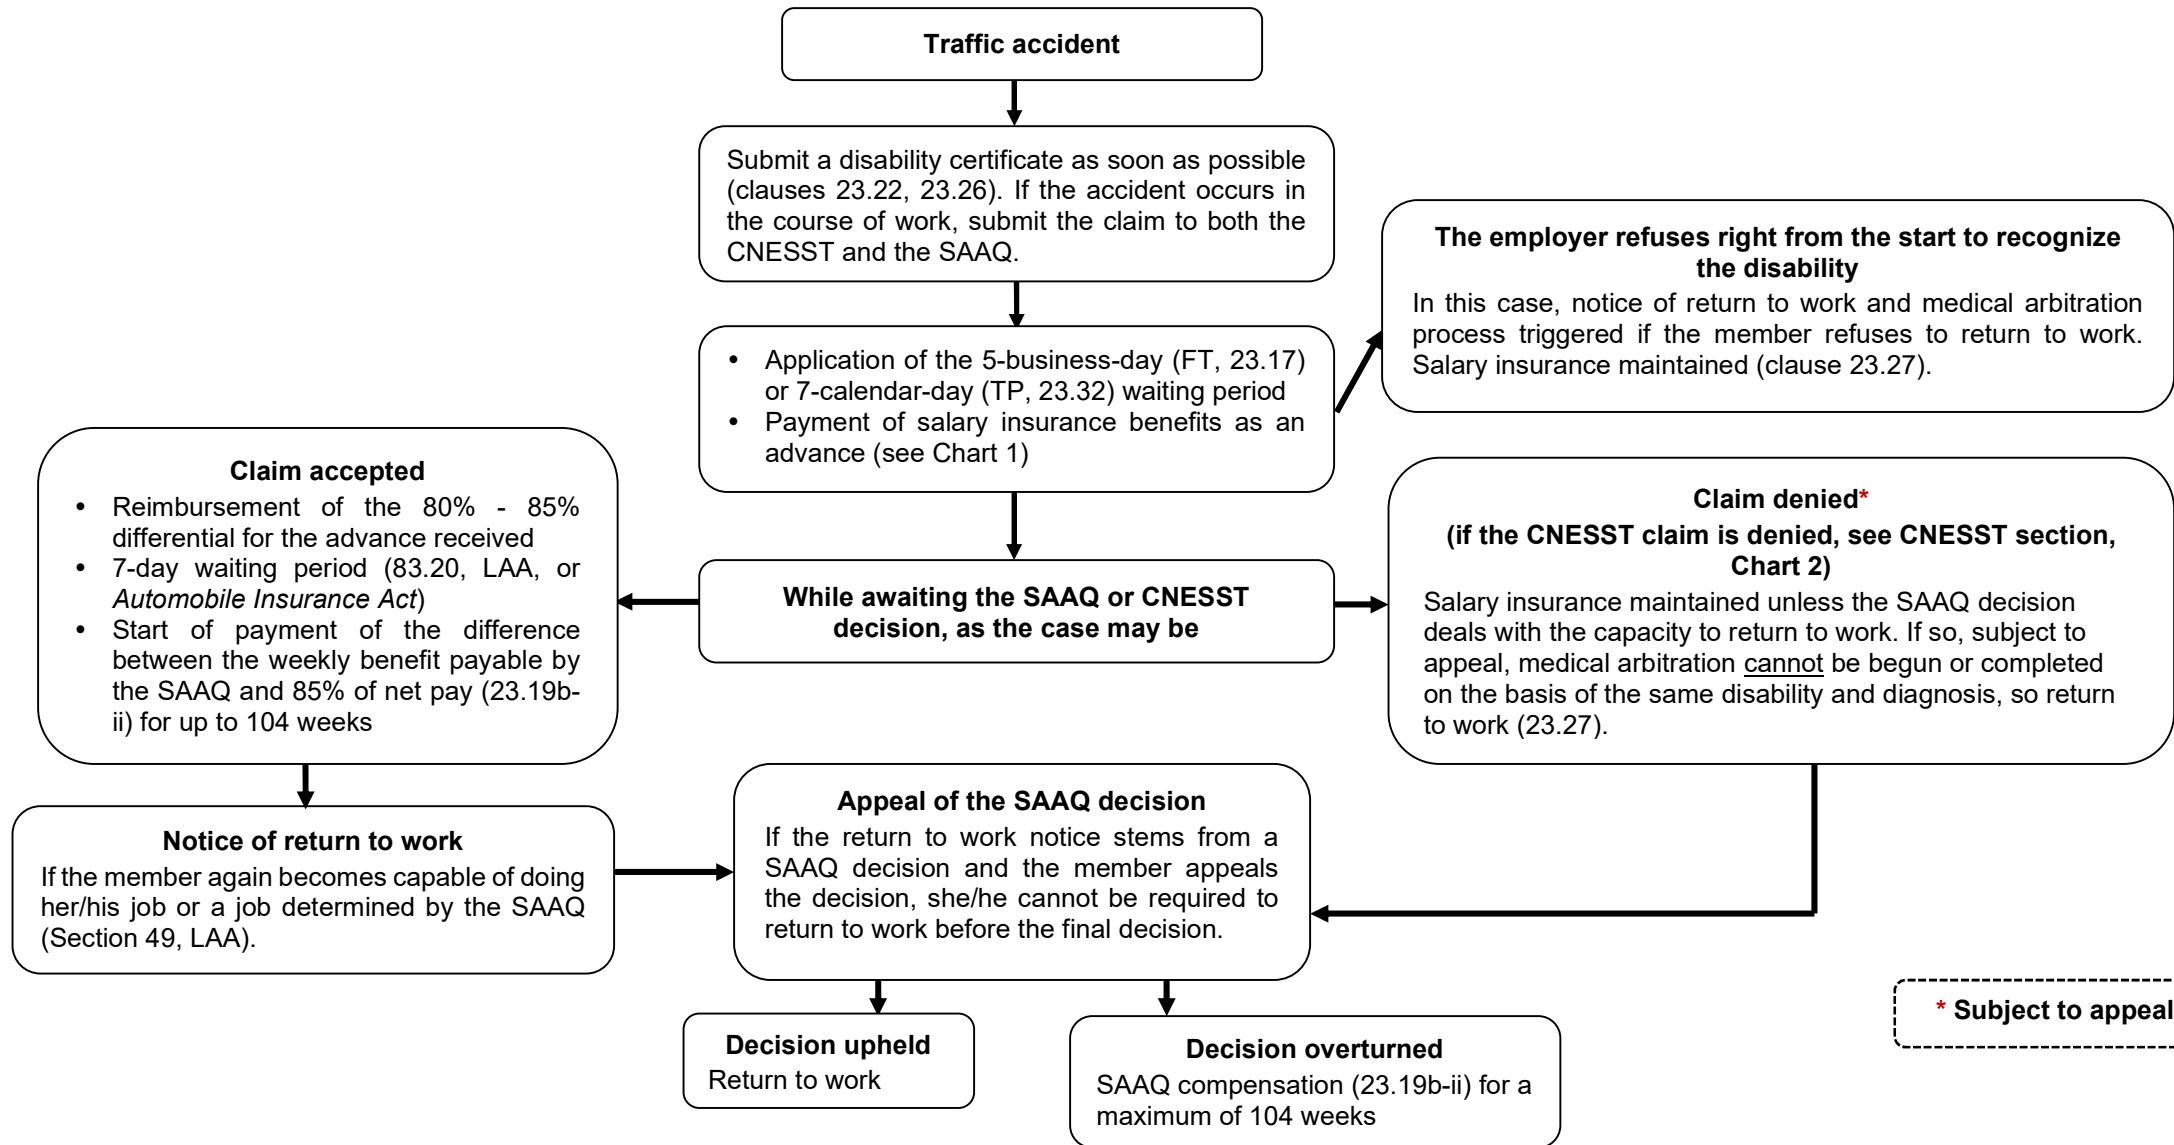 Traffic accident
Submit a disability certificate as soon as possible
(clauses 23.22, 23.26). If the accident occurs in
the course of work, submit the claim to both the
CNESST and the SAAQ.
The employer refuses right from the start to recognize
the disability
In this case, notice of return to work and medical arbitration
process triggered if the member refuses to return to work.
Salary insurance maintained (clause 23.27).
• Application of the 5-business-day (FT, 23.17)
or 7-calendar-day (TP, 23.32) waiting period
• Payment of salary insurance benefits as an
advance (see Chart 1)
Claim accepted
• Reimbursement of the 80% - 85%
differential for the advance received
• 7-day waiting period (83.20, LAA, or
Automobile Insurance Act)
• Start of payment of the difference
between the weekly benefit payable by
the SAAQ and 85% of net pay (23.19b-
ii) for up to 104 weeks
While awaiting the SAAQ or CNESST
decision, as the case may be
Claim denied*
(if the CNESST claim is denied, see CNESST section,
Chart 2)
Salary insurance maintained unless the SAAQ decision
deals with the capacity to return to work. If so, subject to
appeal, medical arbitration cannot be begun or completed
on the basis of the same disability and diagnosis, so return
to work (23.27).
Notice of return to work
If the member again becomes capable of doing
her/his job or a job determined by the SAAQ
(Section 49, LAA).
Appeal of the SAAQ decision
If the return to work notice stems from a
SAAQ decision and the member appeals
the decision, she/he cannot be required to
return to work before the final decision.
Decision upheld
Return to work
Decision overturned
SAAQ compensation (23.19b-ii) for a
maximum of 104 weeks
* Subject to appeal